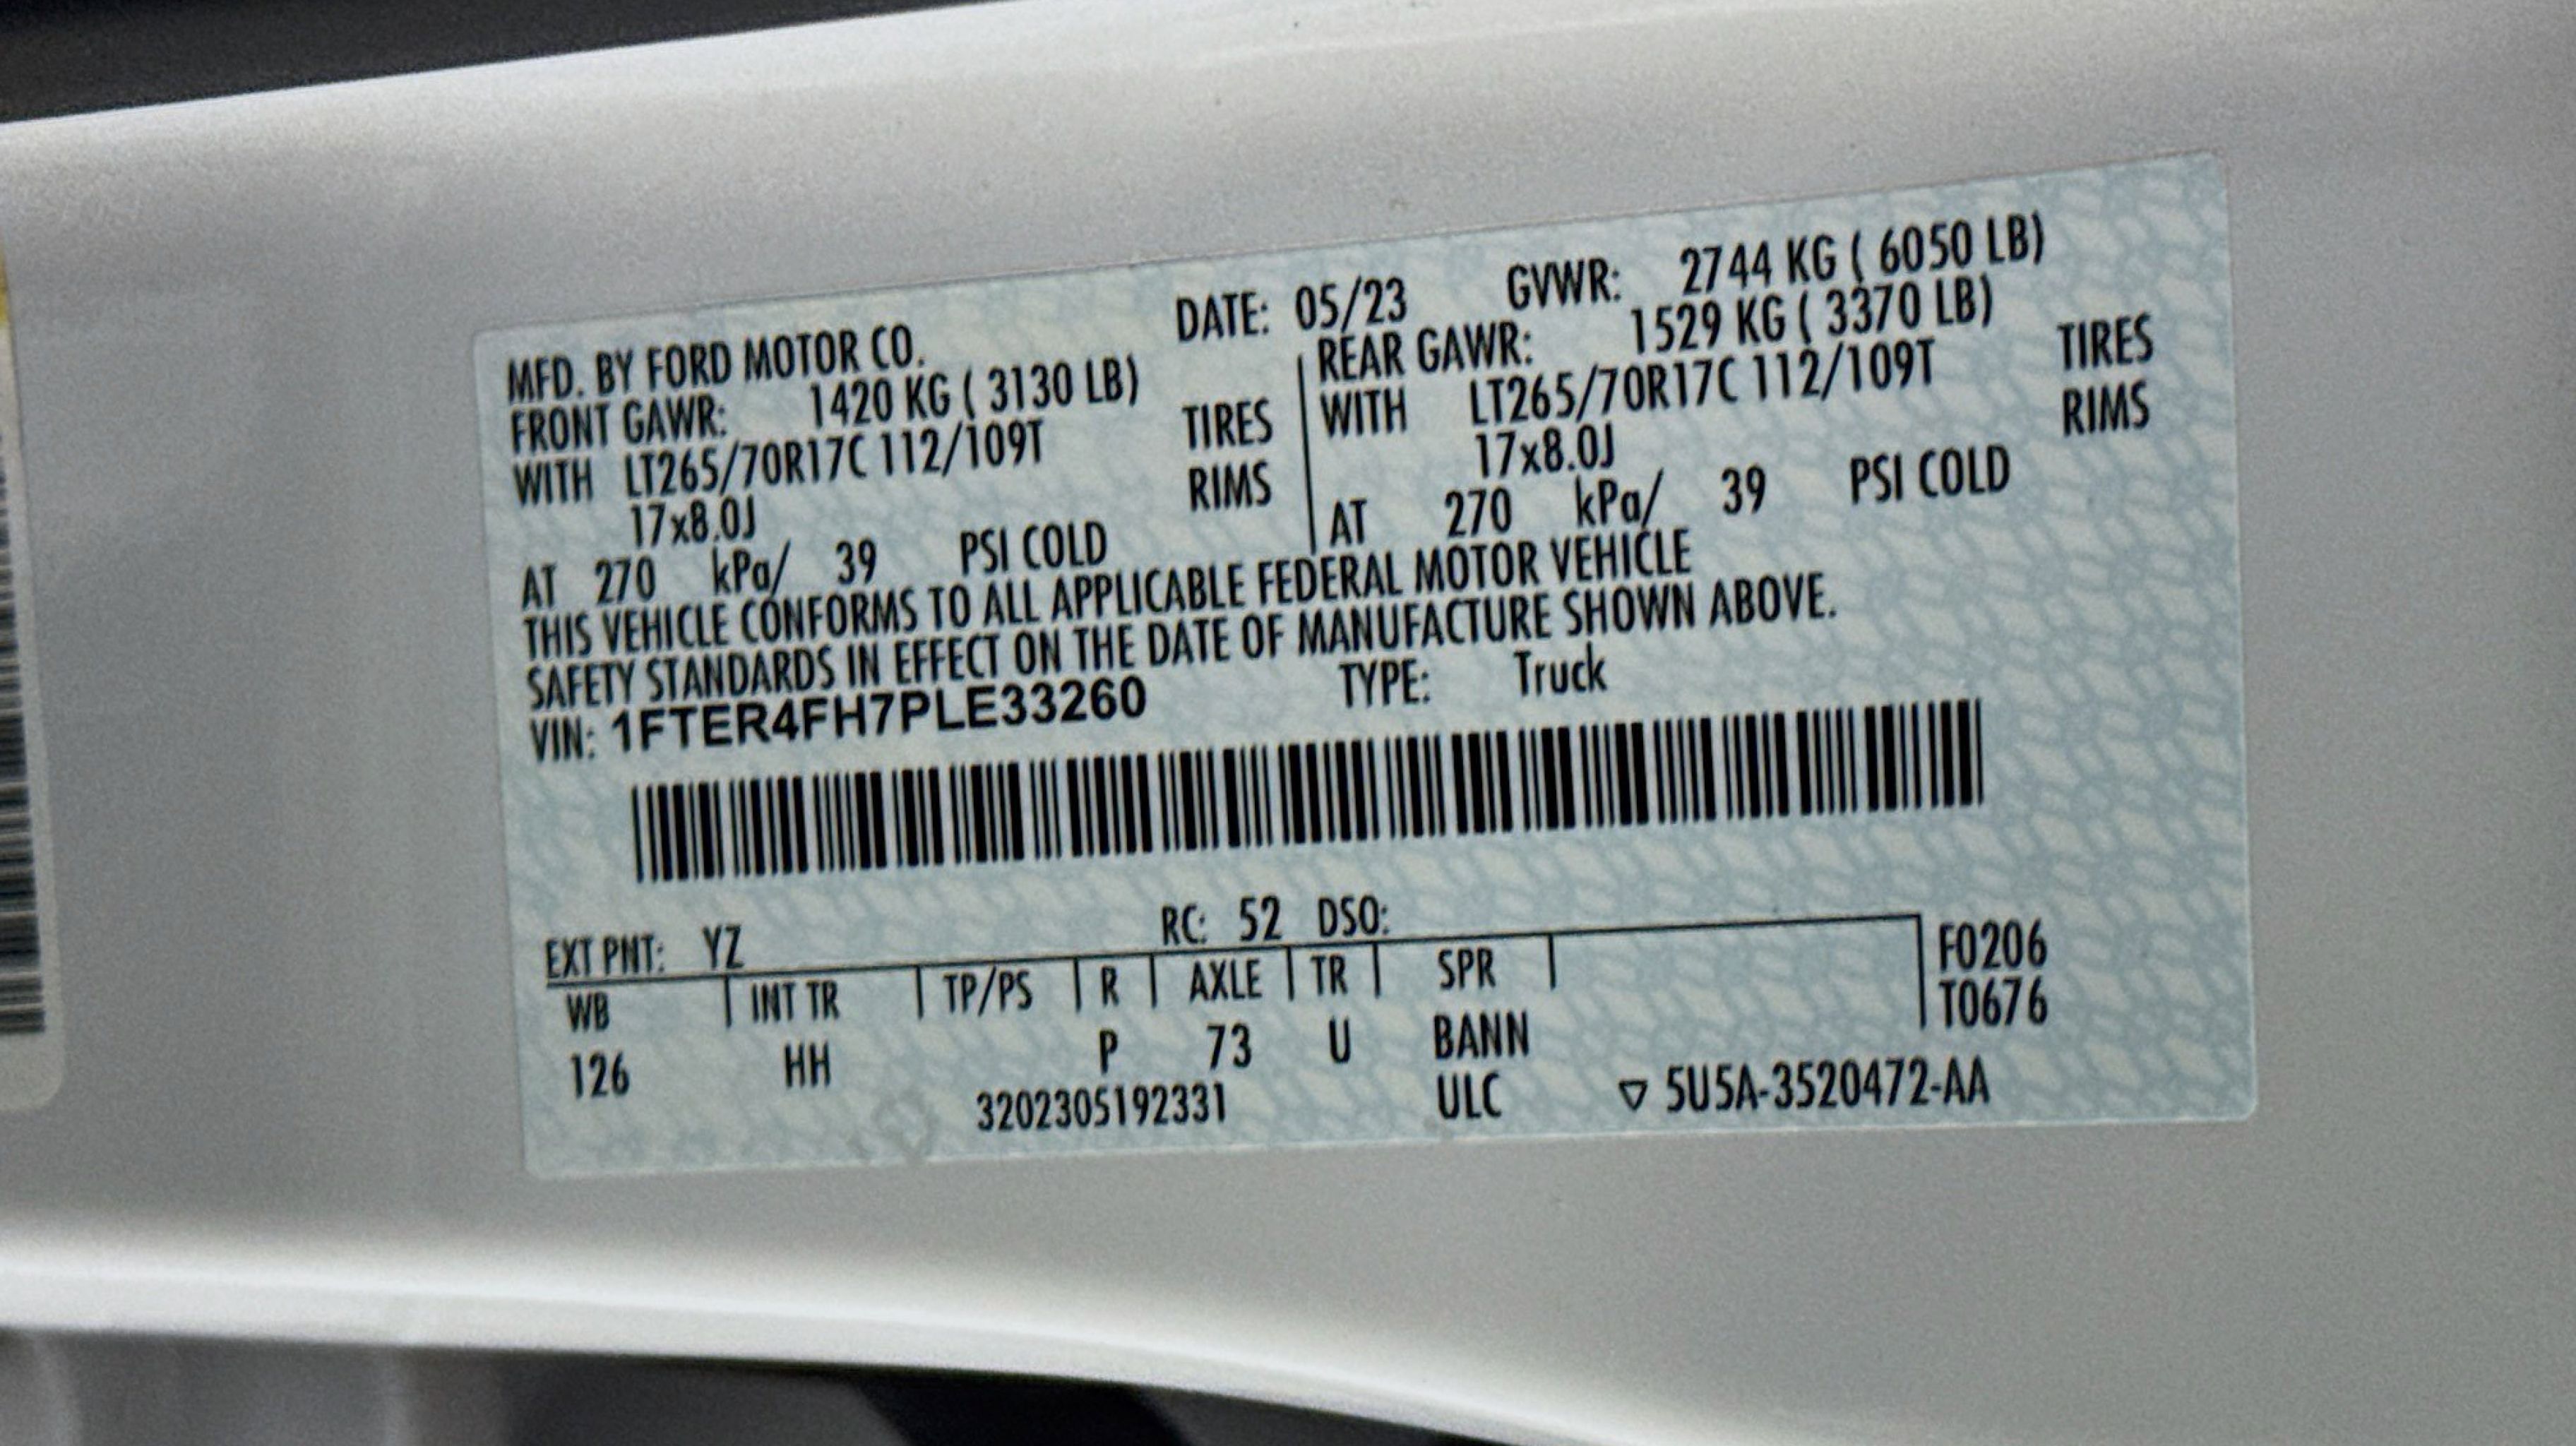 MFD. BY FORD MOTOR CO. DATE: 05/23 GVWR: 2744 KG ( 6050 LB)
FRONT GAWR: 1420 KG ( 3130 LB) REAR GAWR: 1529 KG ( 3370 LB)
WITH LT265/70R17C 112/109T TIRES WITH LT265/70R17C 112/109T TIRES
17x8.0J RIMS 17x8.0J RIMS
AT 270 kPa/ 39 PSI COLD AT 270 kPa/ 39 PSI COLD
THIS VEHICLE CONFORMS TO ALL APPLICABLE FEDERAL MOTOR VEHICLE
SAFETY STANDARDS IN EFFECT ON THE DATE OF MANUFACTURE SHOWN ABOVE.
VIN: 1FTER4FH7PLE33260 TYPE: Truck
EXT PNT: YZ RC: 52 DSO:
WB INT TR TP/PS R AXLE TR SPR F0206
126 HH P 73 U BANN T0676
3202305192331 ULC ▽ 5U5A-3520472-AA